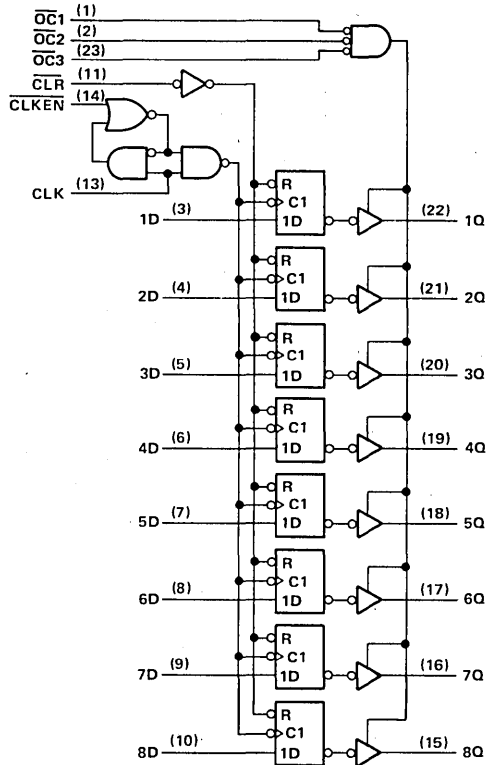 OC1 (1)
OC2 (2)
OC3 (23)
CLR (11)
CLKEN (14)
CLK (13)
R
C1
1D (3) 1D (22) 1Q
R
C1
2D (4) 1D (21) 2Q
R
C1
3D (5) 1D (20) 3Q
R
C1
4D (6) 1D (19) 4Q
R
C1
5D (7) 1D (18) 5Q
R
C1
6D (8) 1D (17) 6Q
R
C1
7D (9) 1D (16) 7Q
R
C1
8D (10) 1D (15) 8Q